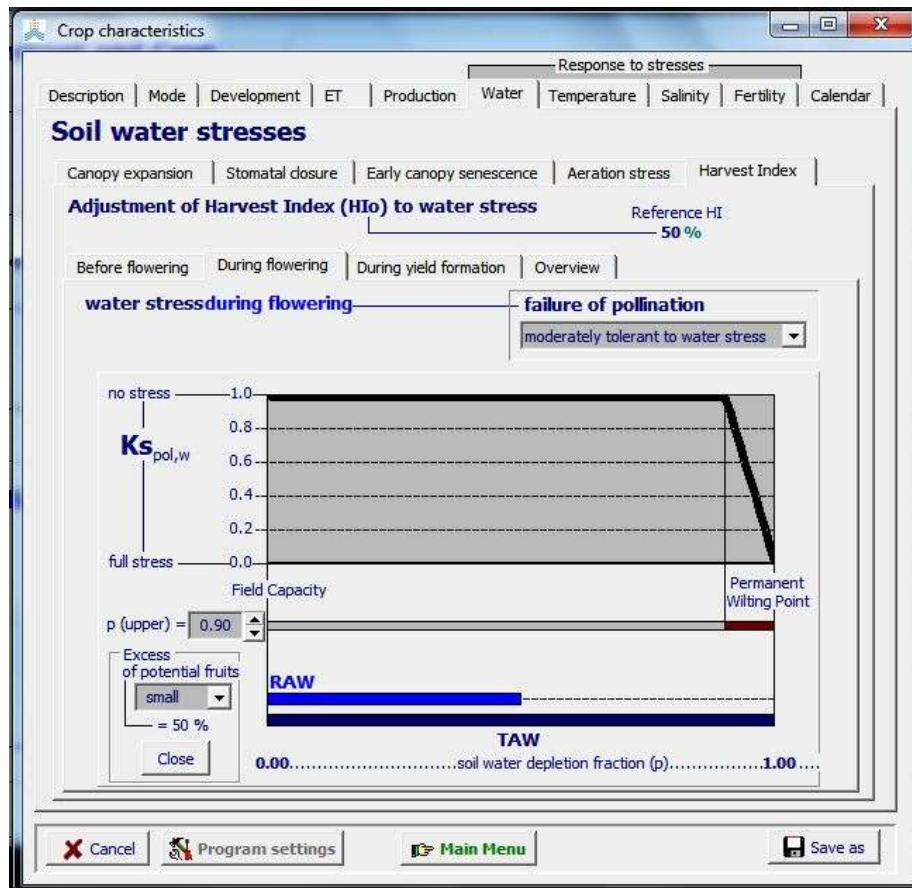 Crop characteristics
Response to stresses
Description Mode Development ET Production Water Temperature Salinity Fertility Calendar
Soil water stresses
Canopy expansion Stomatal closure Early canopy senescence Aeration stress Harvest Index
Adjustment of Harvest Index (HIo) to water stress
Reference HI
50 %
Before flowering During flowering During yield formation Overview
water stressduring flowering
failure of pollination
moderately tolerant to water stress
no stress 1.0
0.8
Ks pol,w
0.6
0.4
0.2
full stress 0.0
Field Capacity
Permanent
Wilting Point
p (upper) = 0.90
Excess
of potential fruits
small
= 50 %
Close
RAW
TAW
0.00............................soil water depletion fraction (p)................1.00....
Cancel Program settings Main Menu Save as